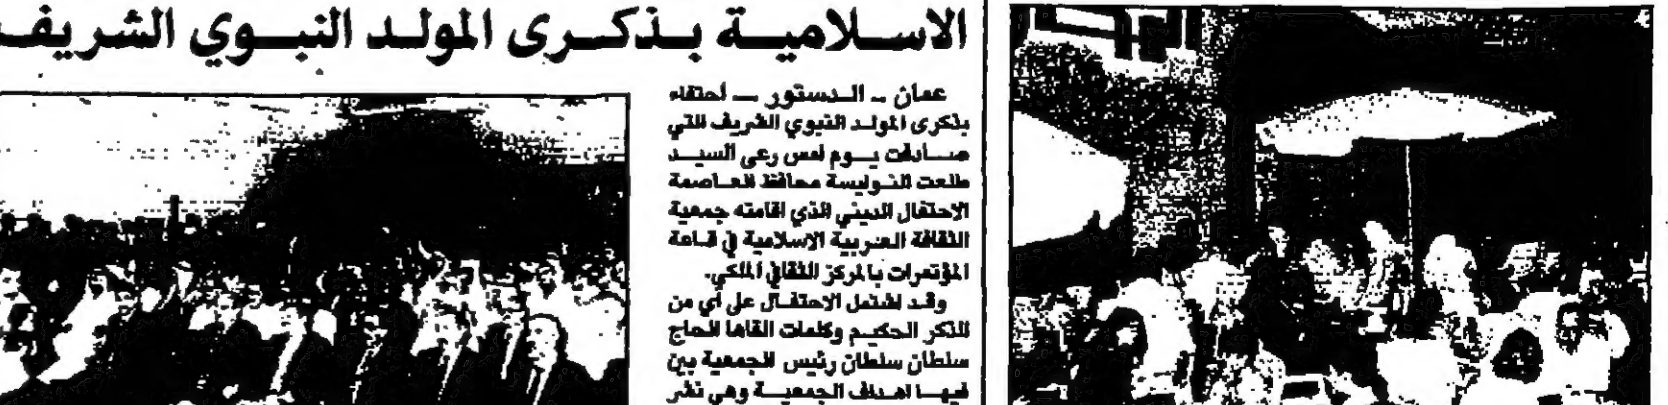 الاسلامية بذكرى المولد النبوي الشريف
عمان - الدستور - احتفاء
بذكرى المولد النبوي الشريف التي
صادفت يوم امس رعى السيد
طلعت النوايسة محافظ العاصمة
الاحتفال الديني الذي اقامته جمعية
الثقافة العربية الاسلامية في قاعة
المؤتمرات بالمركز الثقافي الملكي.
وقد اشتمل الاحتفال على آي من
الذكر الحكيم وكلمات القاها الحاج
سلطان سلطان رئيس الجمعية بين
فيها اهداف الجمعية وهي نشر